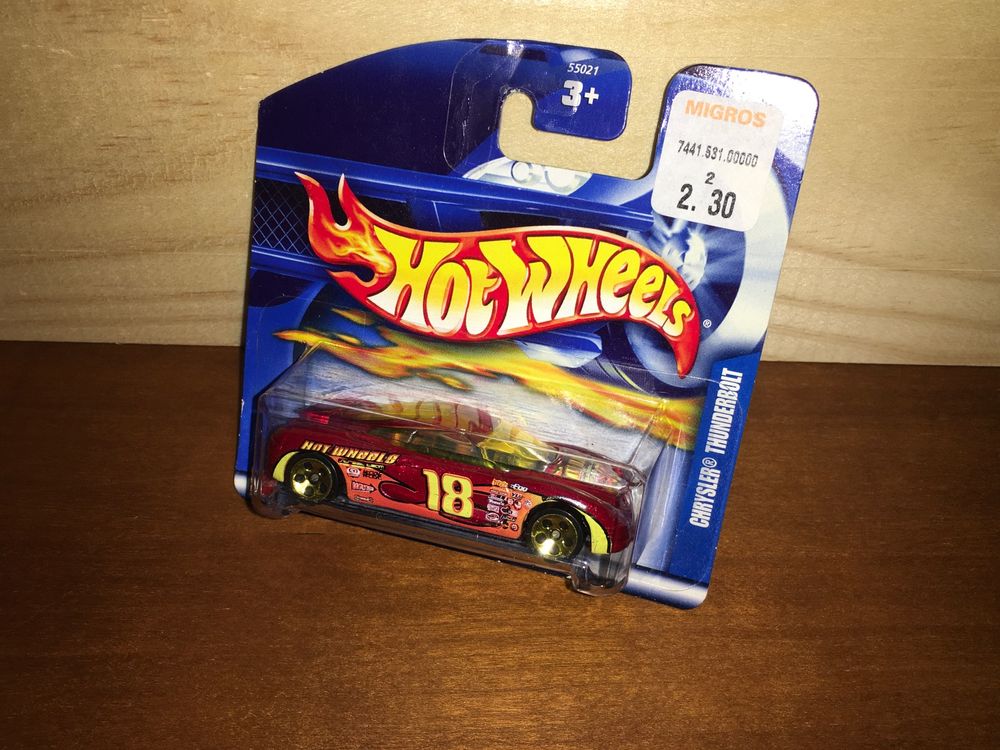 55021
3+
MIGROS
7441.531.00000
2
2.30
HOT WHEELS®
CHRYSLER® THUNDERBOLT
HOT WHEELS
18